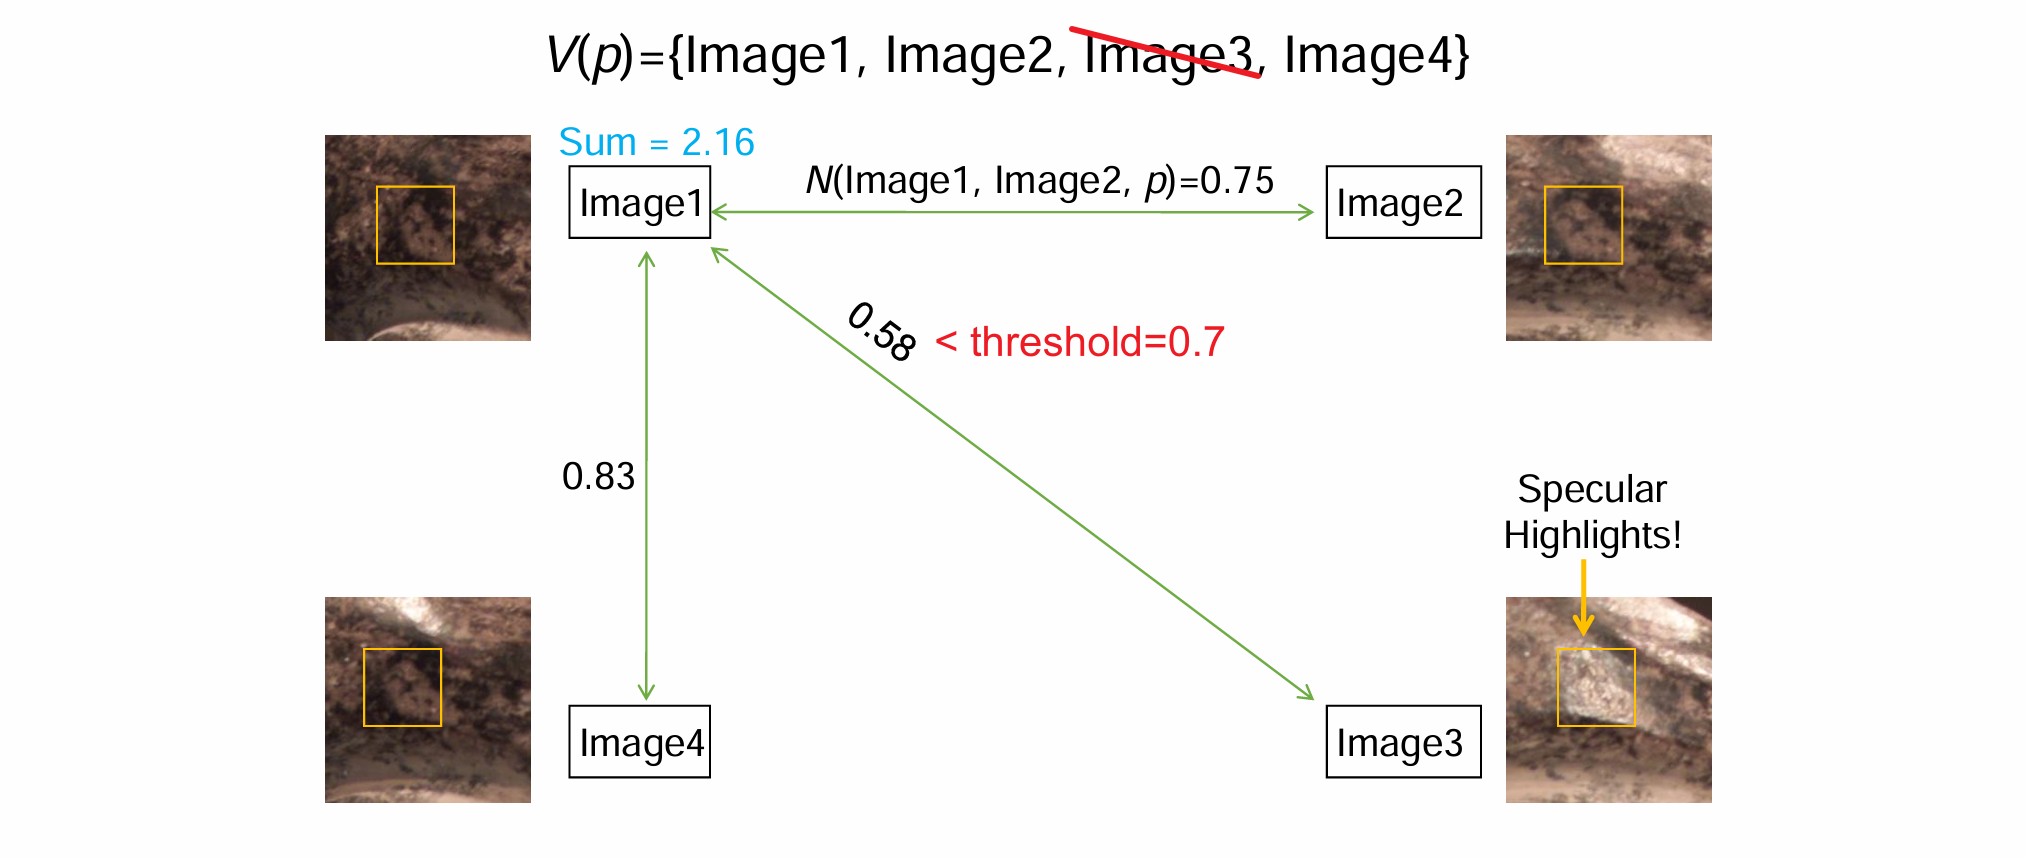 V(p)={Image1, Image2, Image3, Image4}
Sum = 2.16
Image1
N(Image1, Image2, p)=0.75
Image2
0.58
< threshold=0.7
0.83
Specular
Highlights!
Image4
Image3